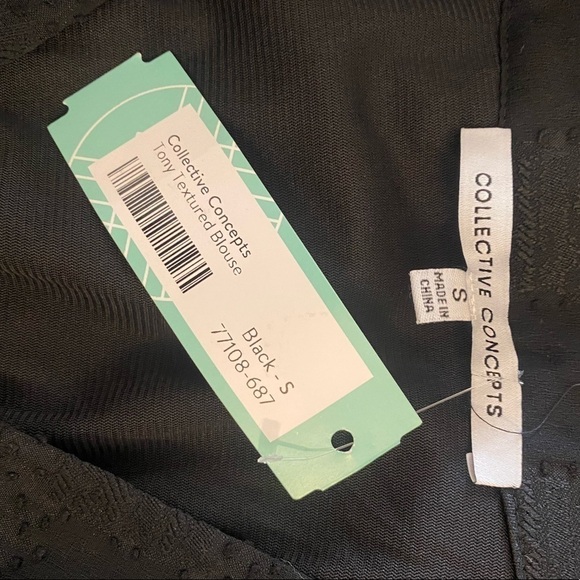 Collective Concepts
Tony Textured Blouse
Black - S
77108-687
COLLECTIVE CONCEPTS
S
MADE IN
CHINA